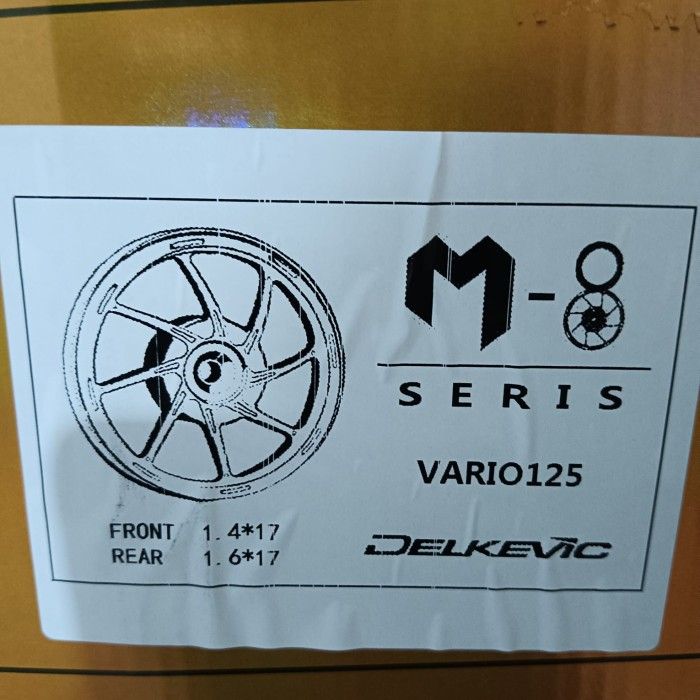 M-8
SERIS
VARIO125
FRONT 1.4*17
REAR 1.6*17
DELKEVIC